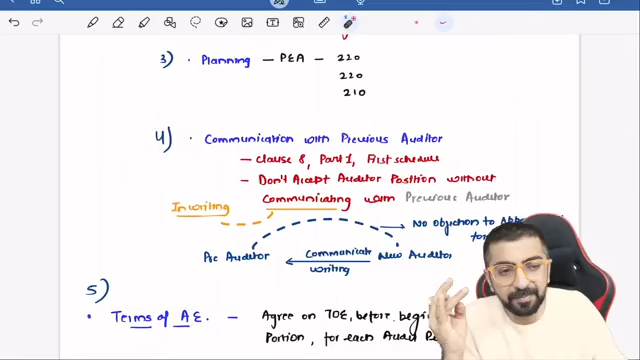 3) • Planning – PEA – 220
220
210
4) • Communication with Previous Auditor
– Clause 8, Part 1, First schedule
– Don't Accept Auditor Position without
Communicating with Previous Auditor
In writing
No objection to
Pre Auditor Communicate New Auditor
writing
5)
• Terms of AE. – Agree on TOE, before
Portion, for each Audit